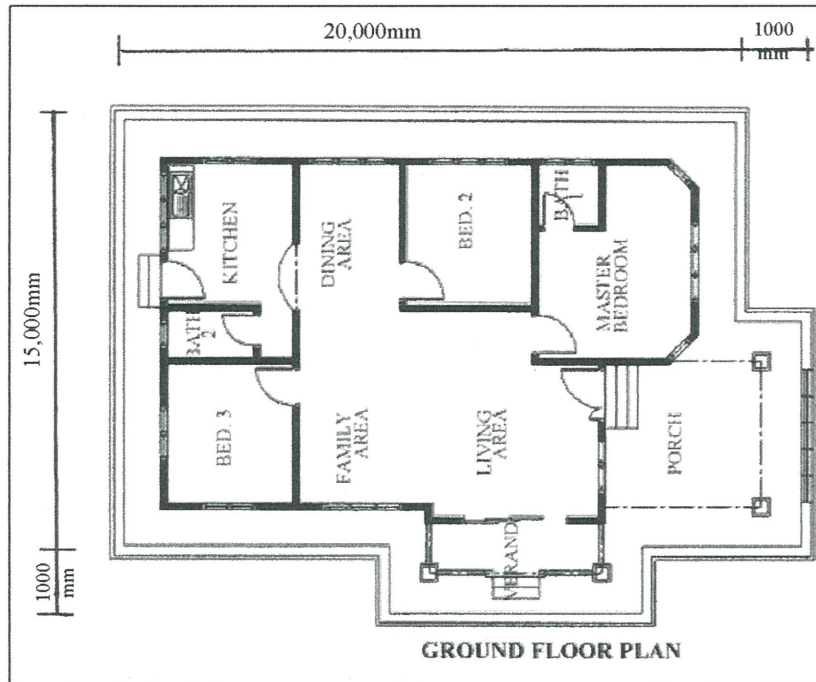 20,000mm
1000
mm
15,000mm
1000
mm
KITCHEN
DINING
AREA
BED. 2
BATH
1
MASTER
BEDROOM
BATH
2
BED. 3
FAMILY
AREA
LIVING
AREA
PORCH
VERAND
GROUND FLOOR PLAN